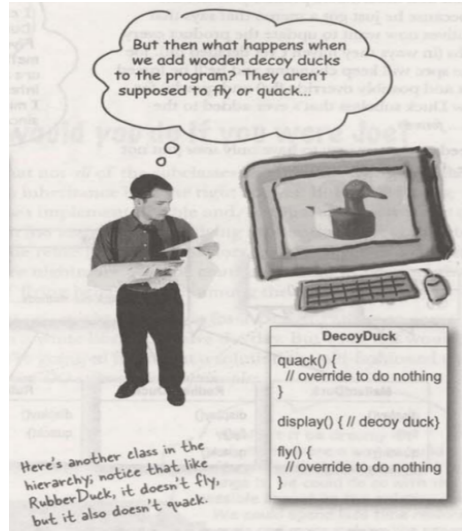 But then what happens when
we add wooden decoy ducks
to the program? They aren't
supposed to fly or quack...
DecoyDuck
quack() {
// override to do nothing
}
display() { // decoy duck}
fly() {
// override to do nothing
}
Here's another class in the
hierarchy; notice that like
RubberDuck, it doesn't fly,
but it also doesn't quack.